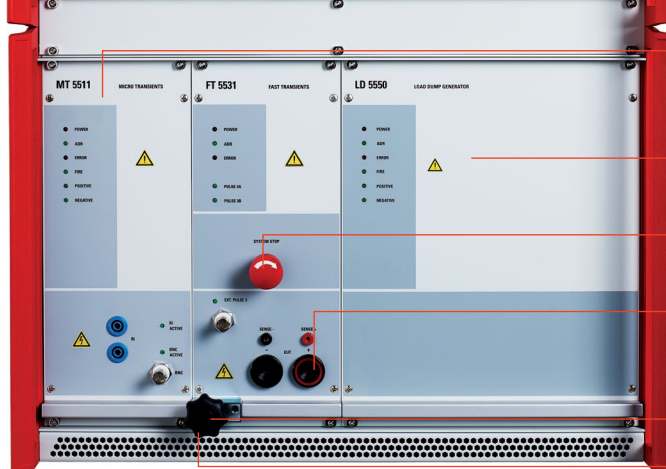 MT 5511 MICRO TRANSIENTS
POWER
ADR
ERROR
FIRE
POSITIVE
NEGATIVE
RI ACTIVE
RI
BNC ACTIVE
BNC
FT 5531 FAST TRANSIENTS
POWER
ADR
ERROR
PULSE 3A
PULSE 3B
SYSTEM STOP
EXT. PULSE 3
SENSE - SENSE +
- +
DUT
LD 5550 LOAD DUMP GENERATOR
POWER
ADR
ERROR
FIRE
POSITIVE
NEGATIVE